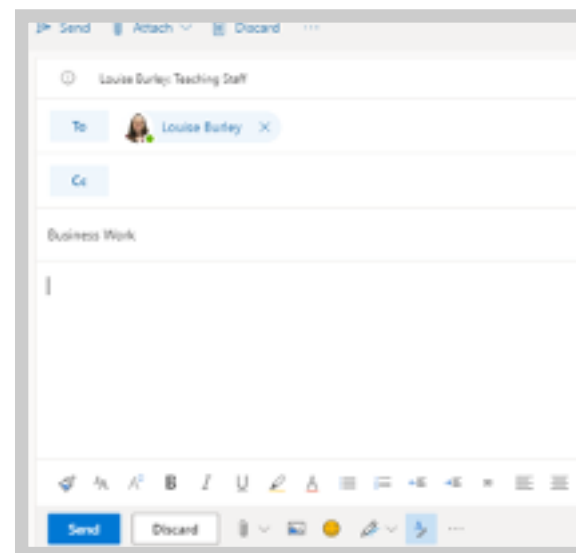 Send Attach Discard ...
Louise Burley: Teaching Staff
To Louise Burley ×
Cc
Business Work
B I U A
Send Discard ...